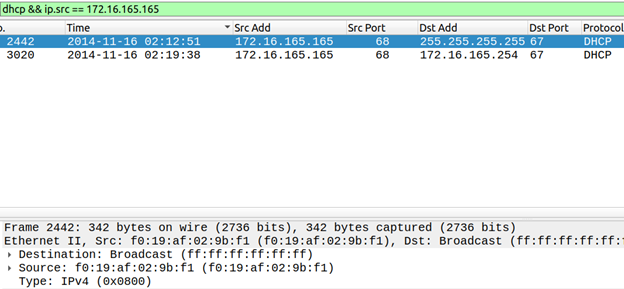 dhcp && ip.src == 172.16.165.165
o. Time Src Add Src Port Dst Add Dst Port Protocol
2442 2014-11-16 02:12:51 172.16.165.165 68 255.255.255.255 67 DHCP
3020 2014-11-16 02:19:38 172.16.165.165 68 172.16.165.254 67 DHCP
Frame 2442: 342 bytes on wire (2736 bits), 342 bytes captured (2736 bits)
Ethernet II, Src: f0:19:af:02:9b:f1 (f0:19:af:02:9b:f1), Dst: Broadcast (ff:ff:ff:ff:ff:
Destination: Broadcast (ff:ff:ff:ff:ff:ff)
Source: f0:19:af:02:9b:f1 (f0:19:af:02:9b:f1)
Type: IPv4 (0x0800)